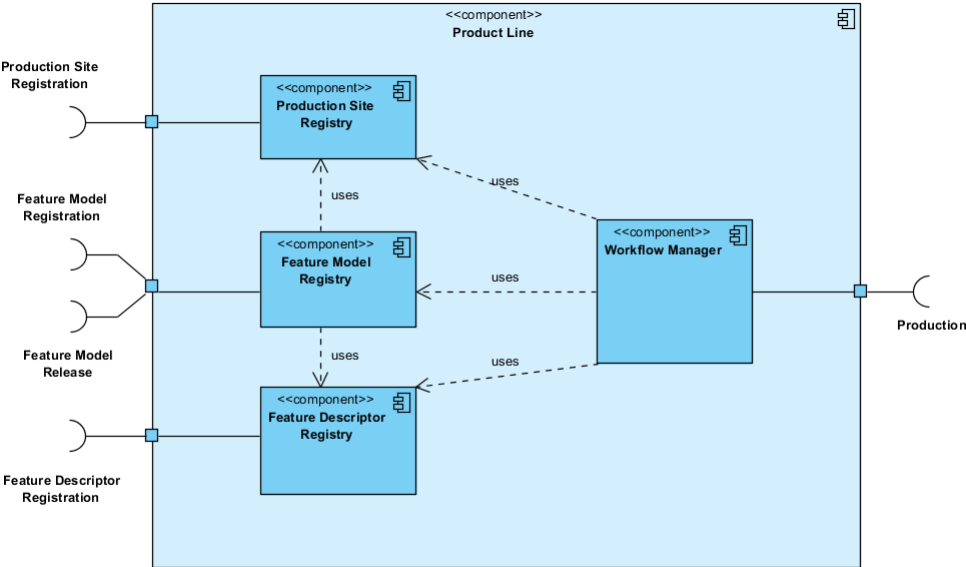 <<component>>
Product Line
Production Site
Registration
<<component>>
Production Site
Registry
uses
uses
Feature Model
Registration
<<component>>
Feature Model
Registry
<<component>>
Workflow Manager
uses
Production
Feature Model
Release
uses
uses
<<component>>
Feature Descriptor
Registry
Feature Descriptor
Registration